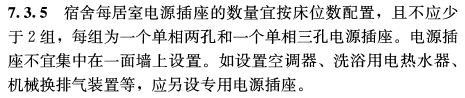 7.3.5 宿舍每居室电源插座的数量宜按床位数配置，且不应少
于2组，每组为一个单相两孔和一个单相三孔电源插座。电源插
座不宜集中在一面墙上设置。如设置空调器、洗浴用电热水器、
机械换排气装置等，应另设专用电源插座。